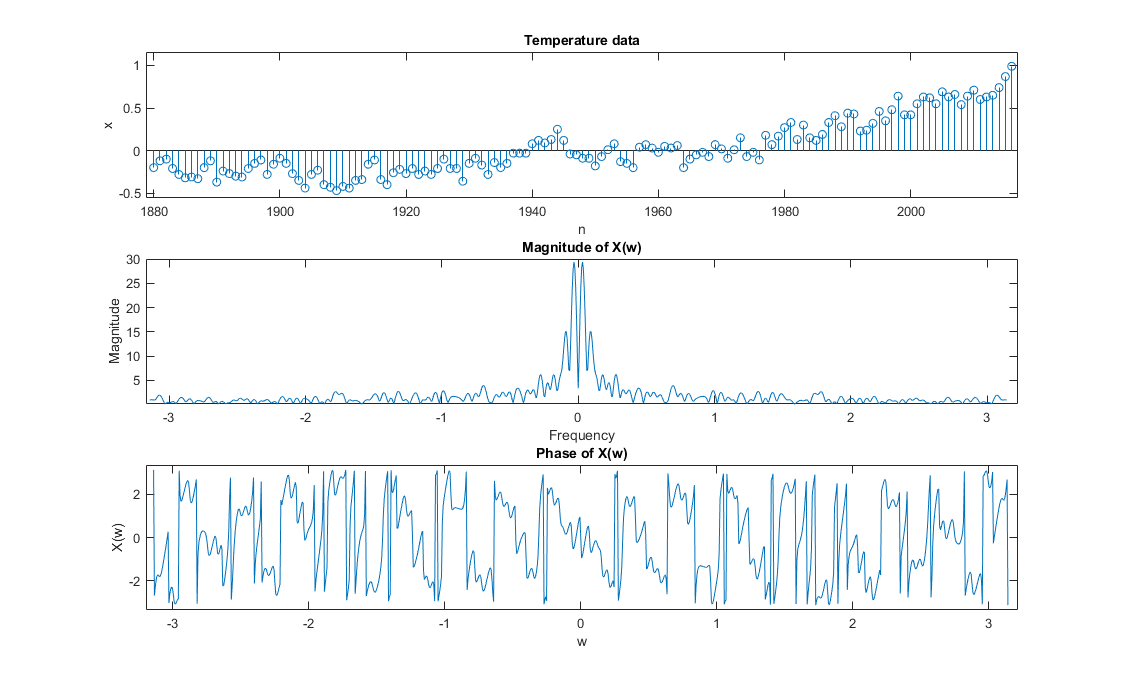 Temperature data
1
0.5
0
-0.5
x
1880 1900 1920 1940 1960 1980 2000
n
Magnitude of X(w)
30
25
20
15
10
5
Magnitude
-3 -2 -1 0 1 2 3
Frequency
Phase of X(w)
2
0
-2
X(w)
-3 -2 -1 0 1 2 3
w